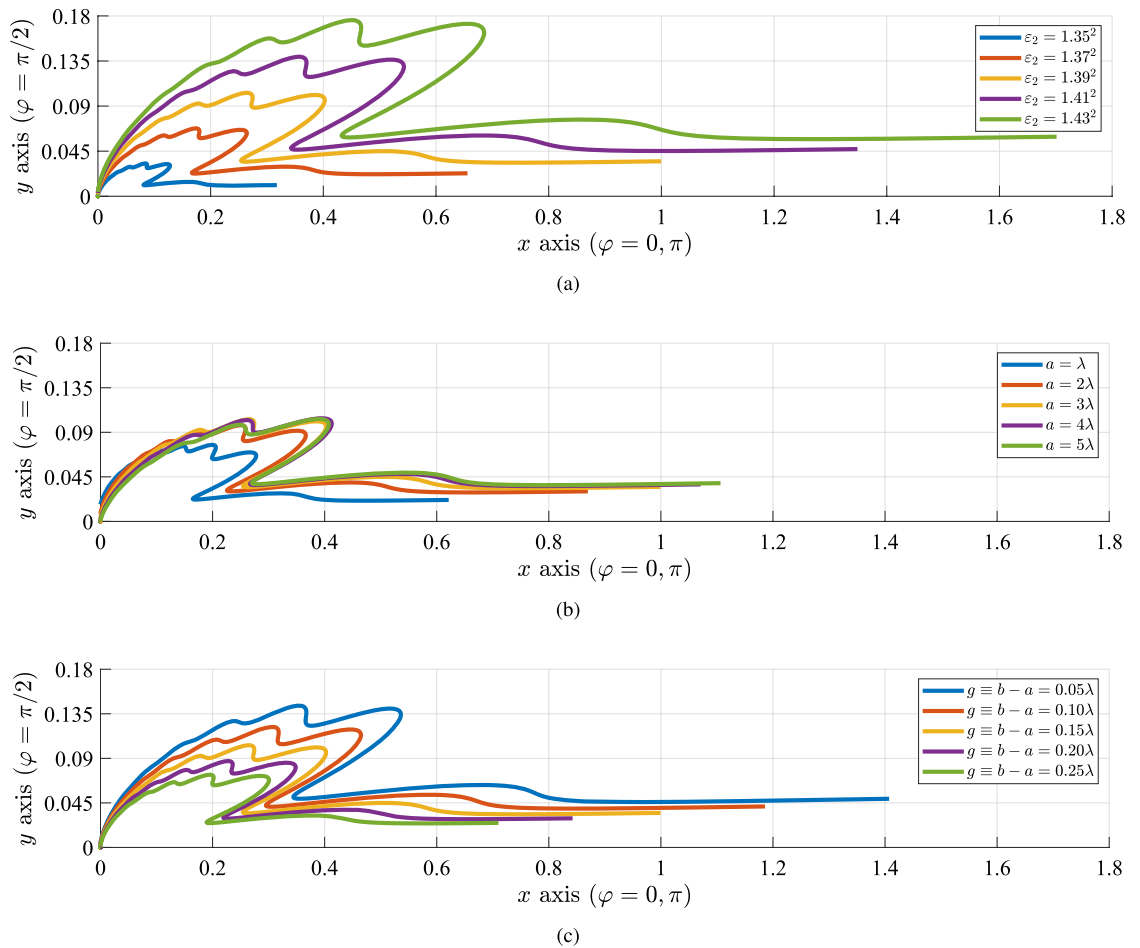 0.18
0.135
0.09
0.045
0
y axis (φ = π/2)
0 0.2 0.4 0.6 0.8 1 1.2 1.4 1.6 1.8
x axis (φ = 0, π)
ε₂ = 1.35²
ε₂ = 1.37²
ε₂ = 1.39²
ε₂ = 1.41²
ε₂ = 1.43²
(a)
0.18
0.135
0.09
0.045
0
y axis (φ = π/2)
0 0.2 0.4 0.6 0.8 1 1.2 1.4 1.6 1.8
x axis (φ = 0, π)
a = λ
a = 2λ
a = 3λ
a = 4λ
a = 5λ
(b)
0.18
0.135
0.09
0.045
0
y axis (φ = π/2)
0 0.2 0.4 0.6 0.8 1 1.2 1.4 1.6 1.8
x axis (φ = 0, π)
g ≡ b − a = 0.05λ
g ≡ b − a = 0.10λ
g ≡ b − a = 0.15λ
g ≡ b − a = 0.20λ
g ≡ b − a = 0.25λ
(c)